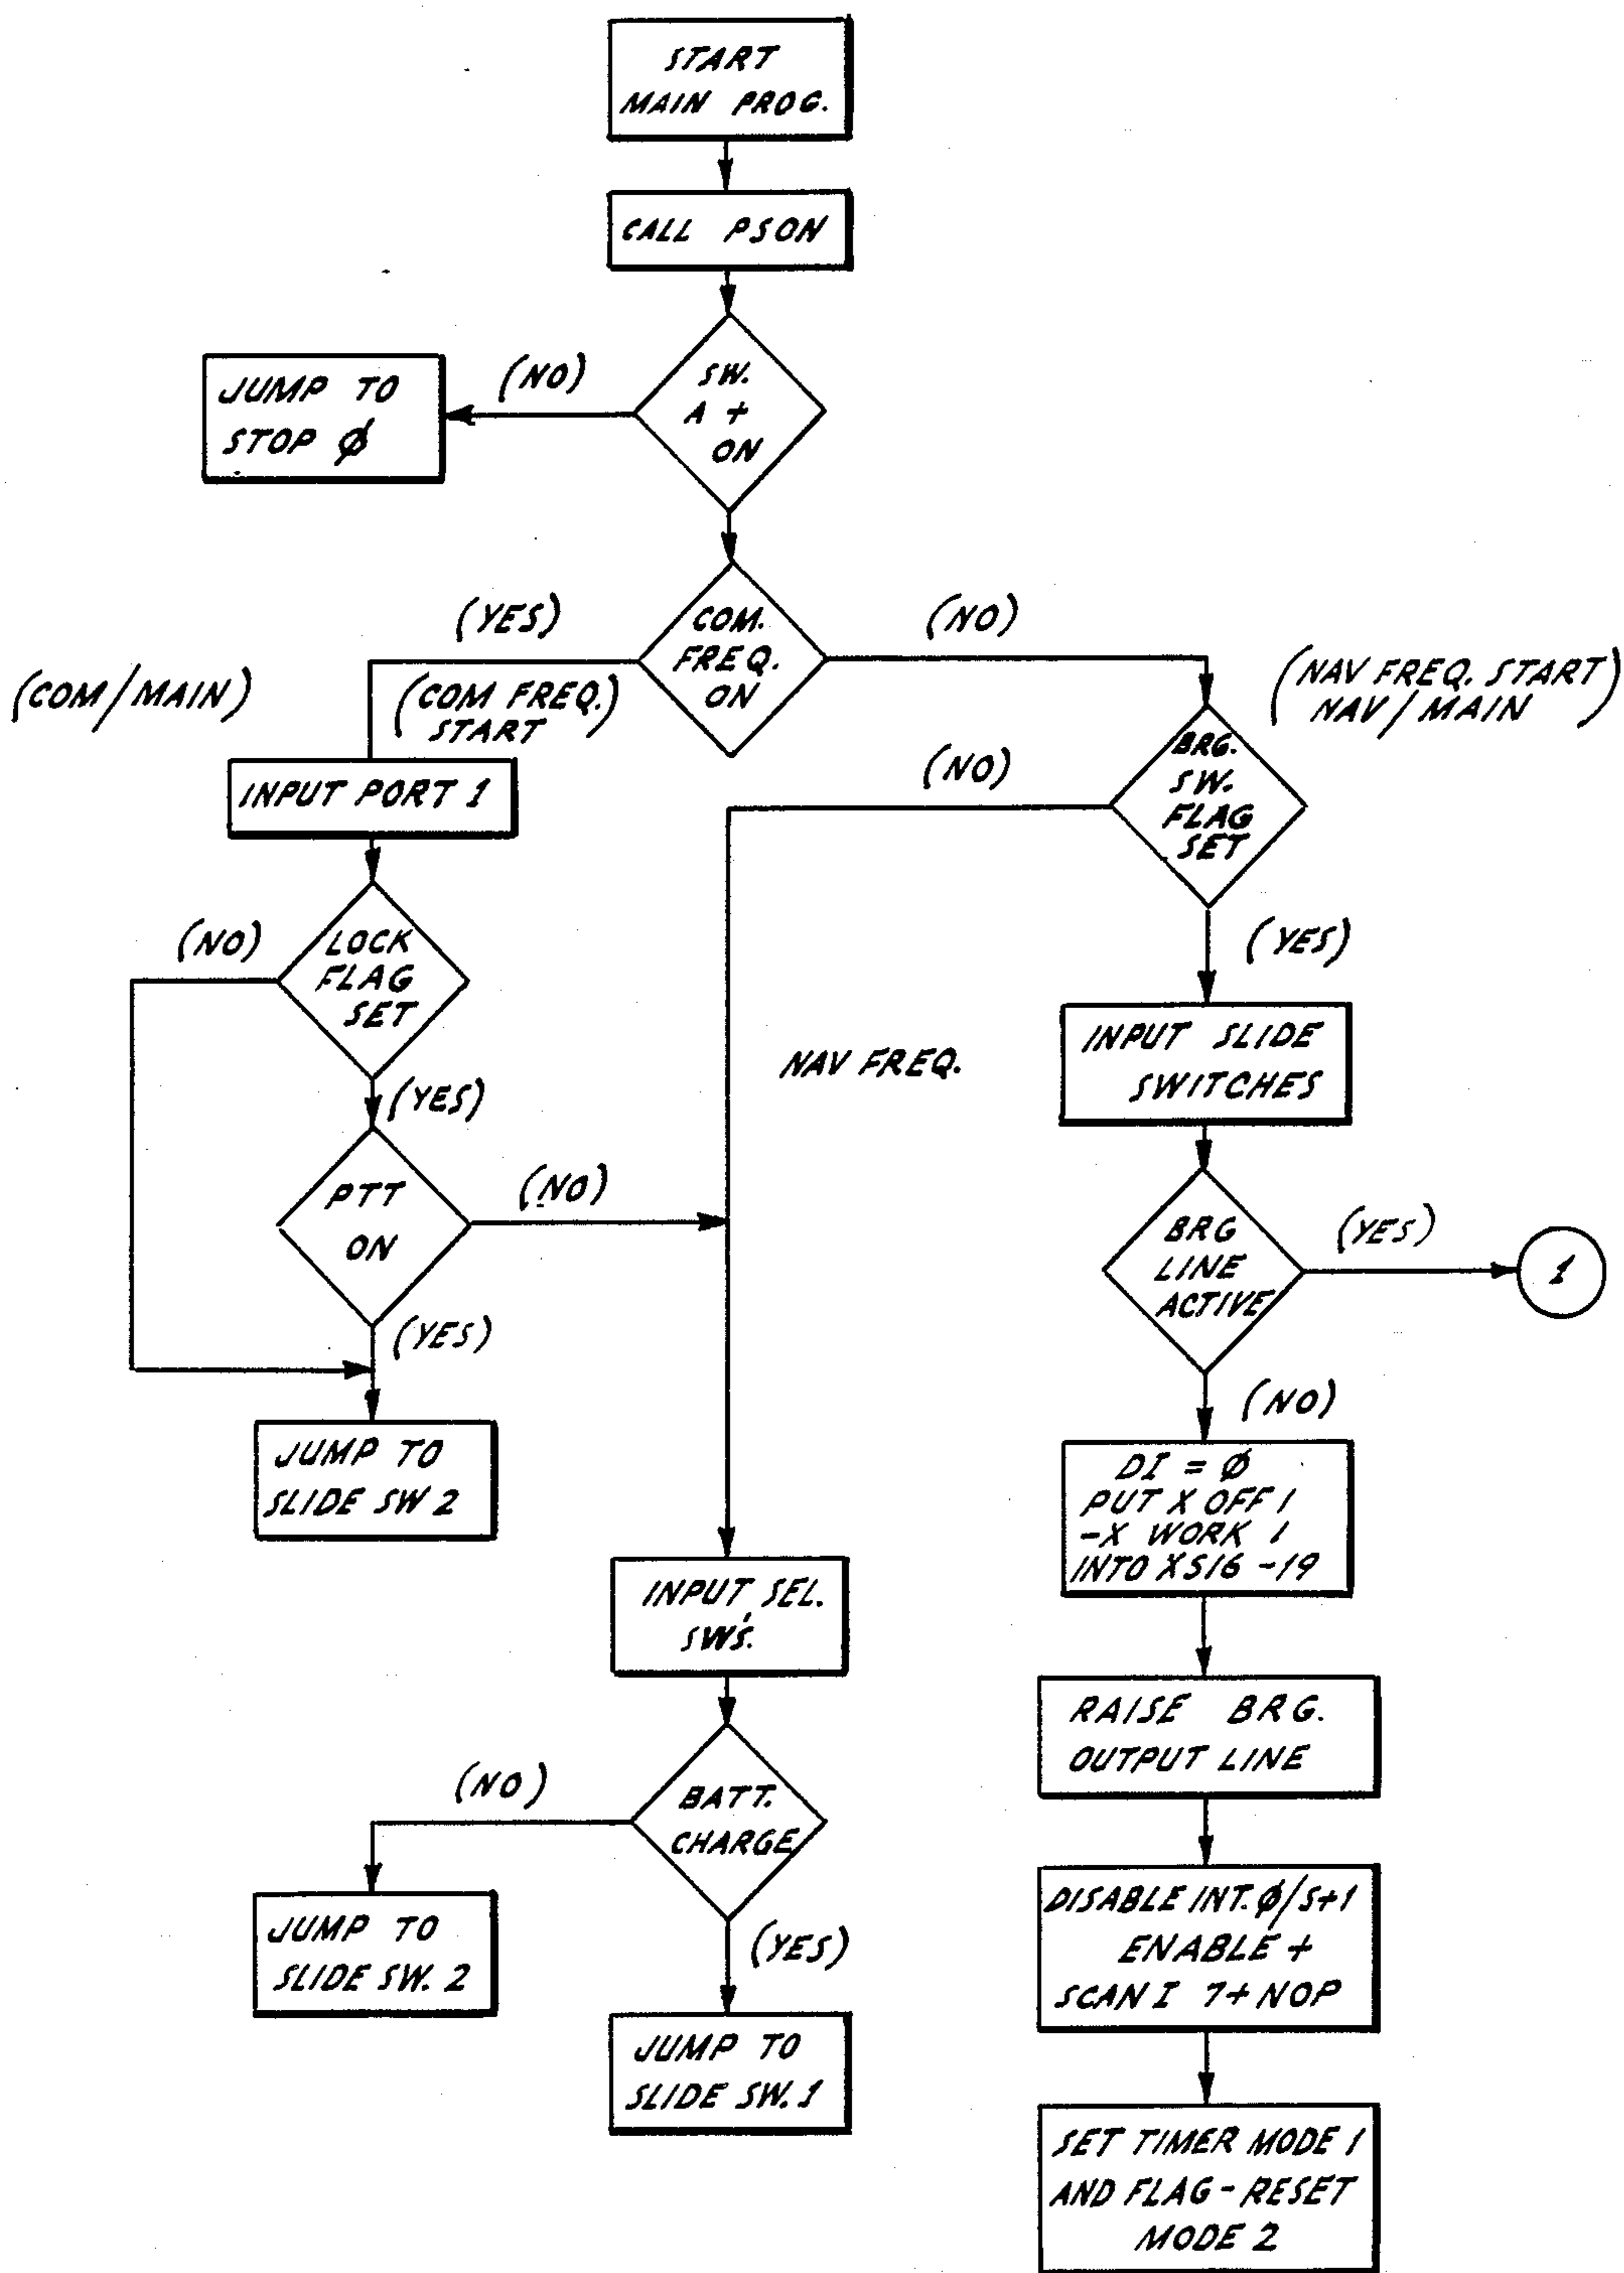 START
MAIN PROG.
CALL PSON
SW.
A +
ON
(NO)
JUMP TO
STOP Ø
COM.
FREQ.
ON
(YES)
(NO)
(COM/MAIN)
(COM FREQ.)
START
(NAV FREQ. START)
NAV/MAIN
INPUT PORT 1
(NO)
BRG.
SW.
FLAG
SET
LOCK
FLAG
SET
(NO)
(YES)
(YES)
INPUT SLIDE
SWITCHES
NAV FREQ.
PTT
ON
(NO)
(YES)
BRG
LINE
ACTIVE
(YES)
1
(NO)
JUMP TO
SLIDE SW 2
DI = Ø
PUT X OFF 1
-X WORK 1
INTO XS16 -19
INPUT SEL.
SW'S.
RAISE BRG.
OUTPUT LINE
BATT.
CHARGE
(NO)
(YES)
JUMP TO
SLIDE SW. 2
DISABLE INT. Ø/S+1
ENABLE +
SCAN I 7+ NOP
JUMP TO
SLIDE SW. 1
SET TIMER MODE 1
AND FLAG - RESET
MODE 2